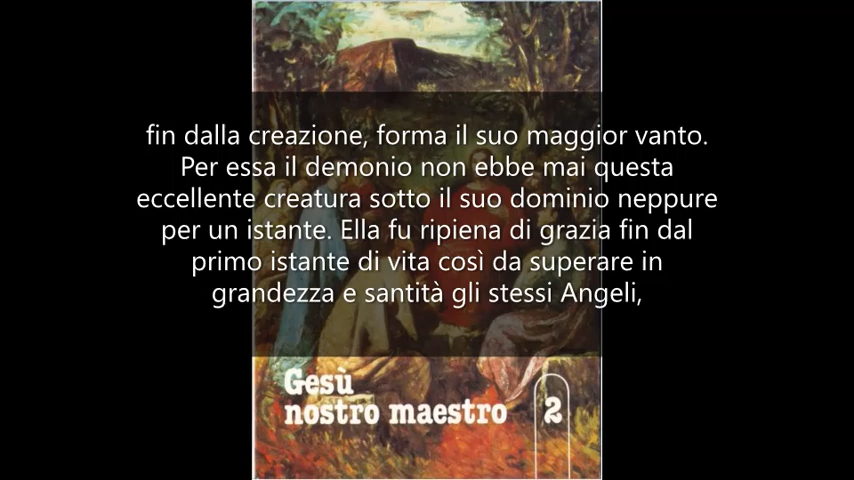 fin dalla creazione, forma il suo maggior vanto.
Per essa il demonio non ebbe mai questa
eccellente creatura sotto il suo dominio neppure
per un istante. Ella fu ripiena di grazia fin dal
primo istante di vita così da superare in
grandezza e santità gli stessi Angeli,
Gesù
nostro maestro
2